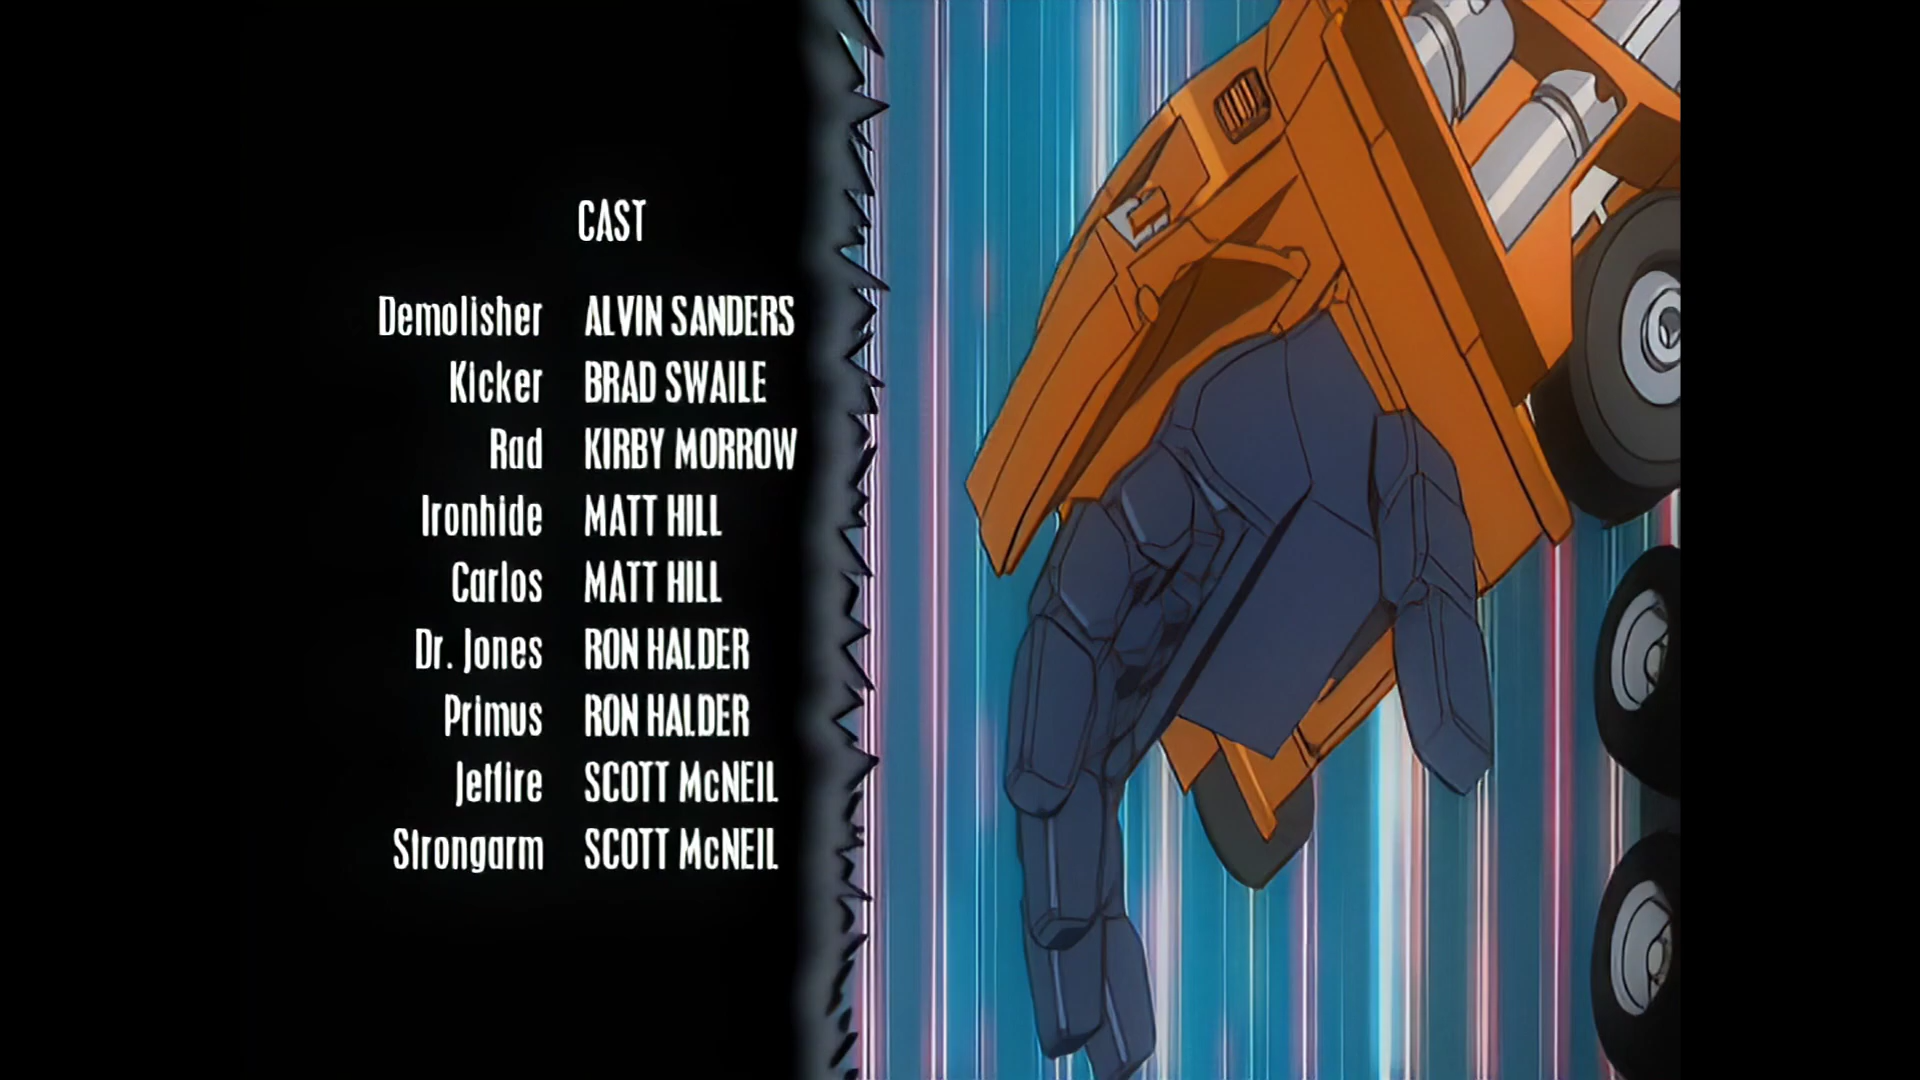 CAST
Demolisher ALVIN SANDERS
Kicker BRAD SWAILE
Rad KIRBY MORROW
Ironhide MATT HILL
Carlos MATT HILL
Dr. Jones RON HALDER
Primus RON HALDER
Jetfire SCOTT McNEIL
Strongarm SCOTT McNEIL